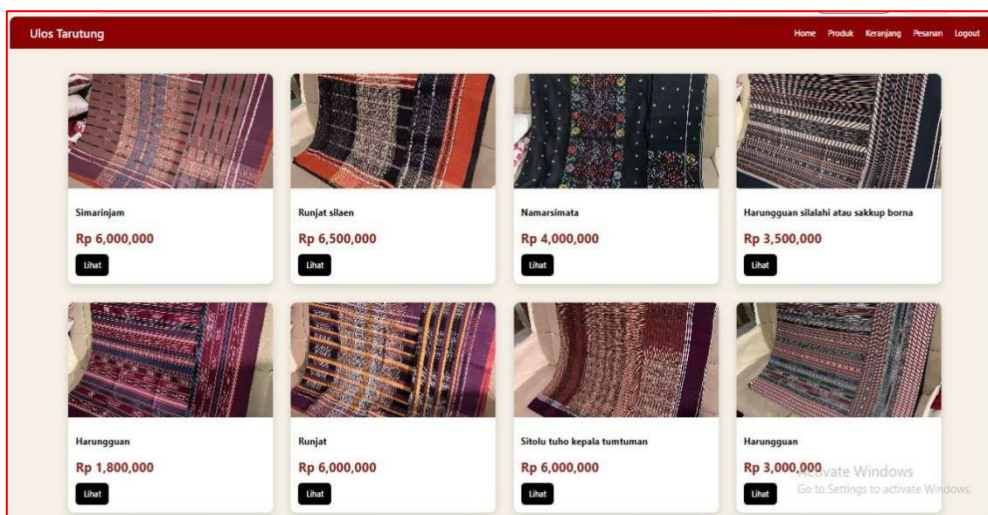 Ulos Tarutung
Home Produk Keranjang Pesanan Logout
Simarinjam
Rp 6,000,000
Lihat
Runjat silaen
Rp 6,500,000
Lihat
Namarsimata
Rp 4,000,000
Lihat
Harungguan silalahi atau sakkup borna
Rp 3,500,000
Lihat
Harungguan
Rp 1,800,000
Lihat
Runjat
Rp 6,000,000
Lihat
Sitolu tuho kepala tumtuman
Rp 6,000,000
Lihat
Harungguan
Rp 3,000,000
Lihat
Activate Windows
Go to Settings to activate Windows.